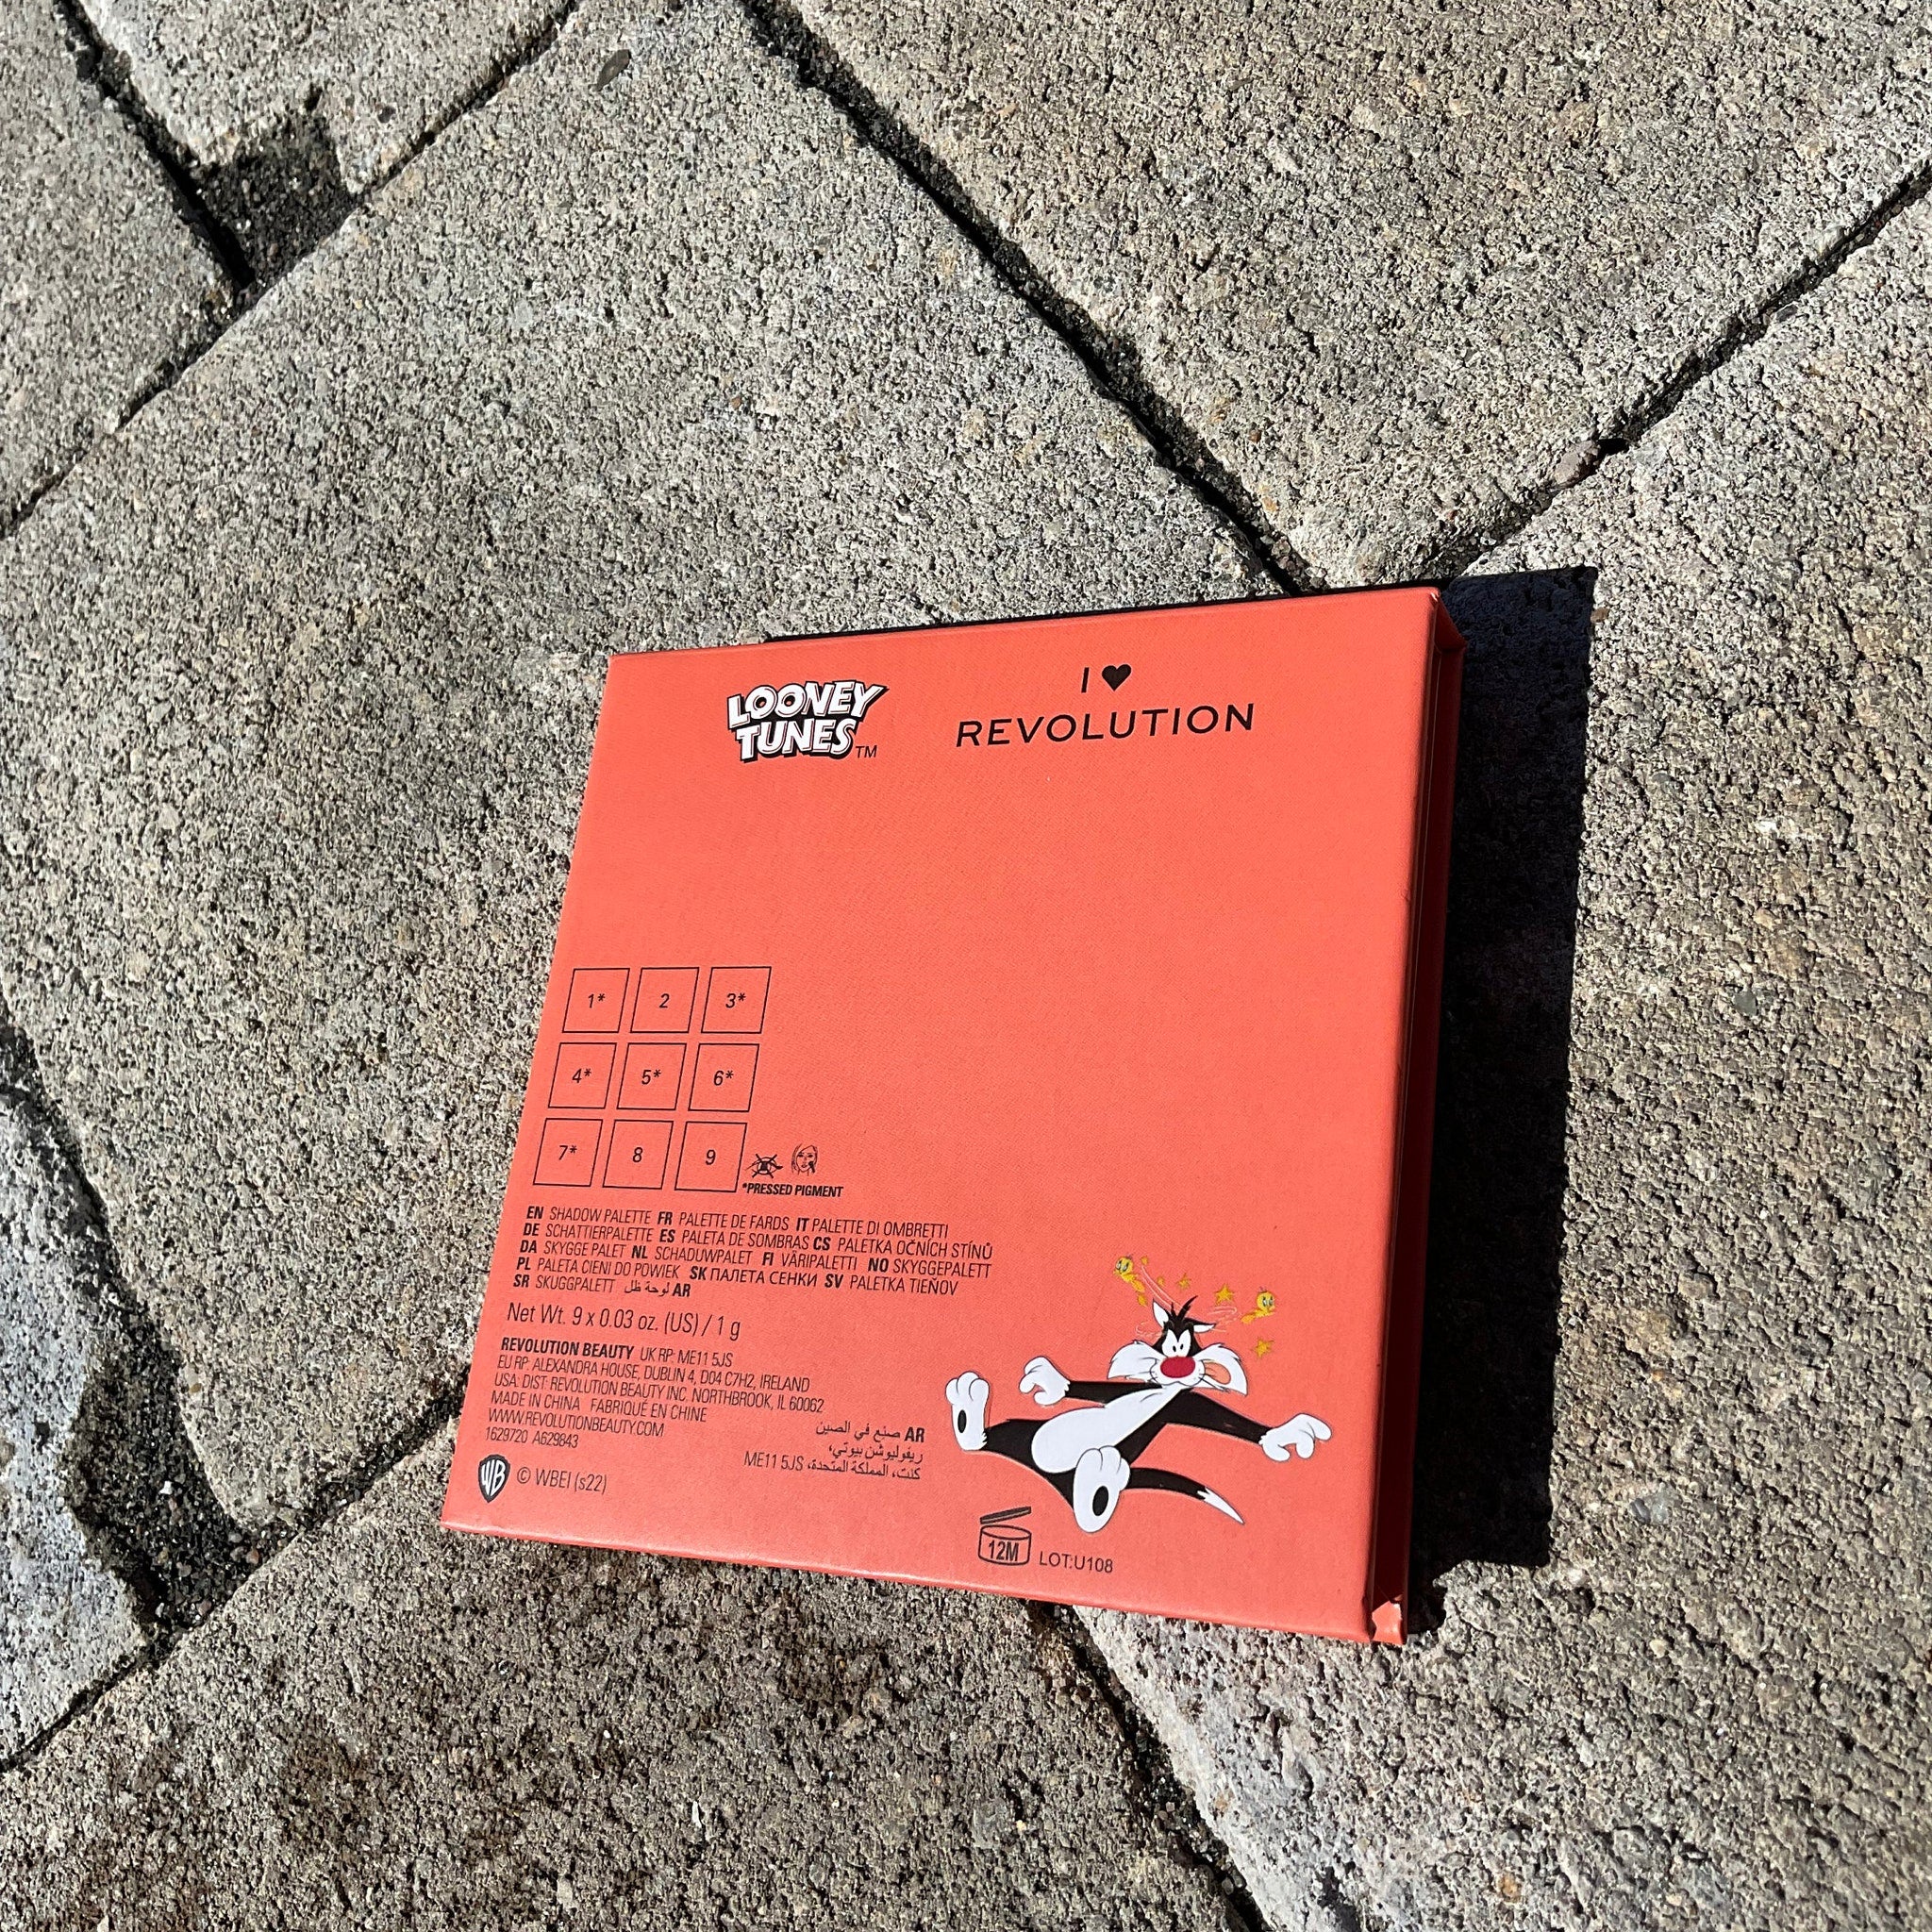 LOONEY
TUNES™
I ♥
REVOLUTION
1* 2 3*
4* 5* 6*
7* 8 9
*PRESSED PIGMENT
EN SHADOW PALETTE FR PALETTE DE FARDS IT PALETTE DI OMBRETTI
DE SCHATTIERPALETTE ES PALETA DE SOMBRAS CS PALETKA OČNÍCH STÍNŮ
DA SKYGGE PALET NL SCHADUWPALET FI VÄRIPALETTI NO SKYGGEPALETT
PL PALETA CIENI DO POWIEK SK ПАЛЕТА СЕНКИ SV PALETKA TIEŇOV
SR SKUGGPALETT لوحة ظل AR
Net Wt. 9 x 0.03 oz. (US) / 1 g
REVOLUTION BEAUTY UK RP: ME11 5JS
EU RP: ALEXANDRA HOUSE, DUBLIN 4, D04 C7H2, IRELAND
USA: DIST: REVOLUTION BEAUTY INC. NORTHBROOK, IL 60062
MADE IN CHINA FABRIQUÉ EN CHINE
WWW.REVOLUTIONBEAUTY.COM
1629720 A629843
AR صنع في الصين
ريفوليوشن بيوتي،
كنت، المملكة المتحدة، ME11 5JS
WB © WBEI (s22)
12M LOT:U108